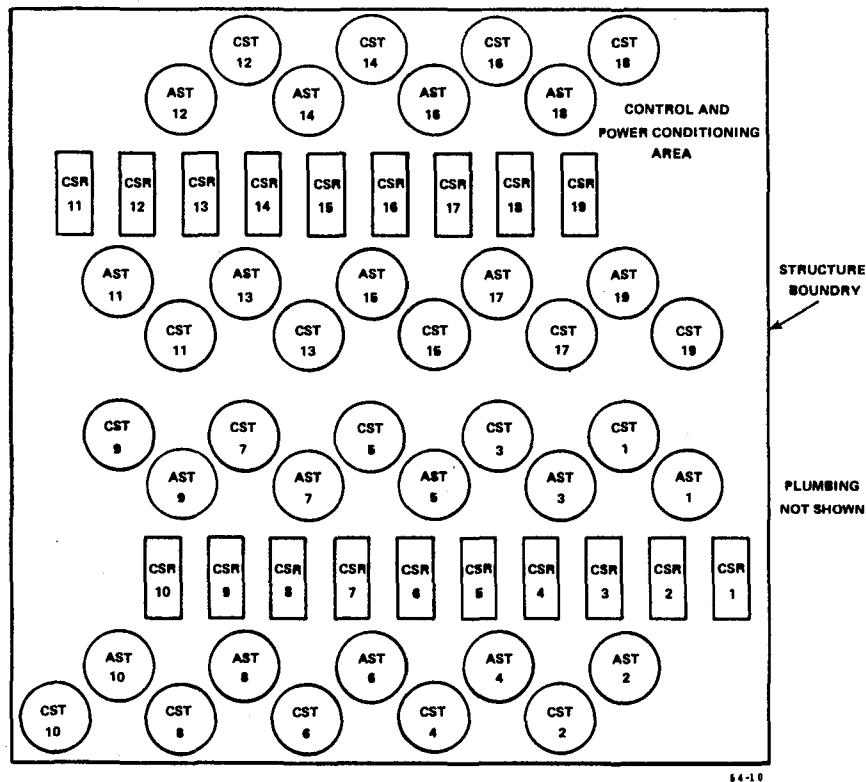 CST CST CST CST
12 14 16 18
AST AST AST AST
12 14 16 18
CONTROL AND
POWER CONDITIONING
AREA
CSR CSR CSR CSR CSR CSR CSR CSR CSR
11 12 13 14 15 16 17 18 19
AST AST AST AST AST
11 13 15 17 19
STRUCTURE
BOUNDRY
CST CST CST CST CST
11 13 15 17 19
CST CST CST CST CST
9 7 5 3 1
AST AST AST AST AST
9 7 5 3 1
PLUMBING
NOT SHOWN
CSR CSR CSR CSR CSR CSR CSR CSR CSR CSR
10 9 8 7 6 5 4 3 2 1
AST AST AST AST AST
10 8 6 4 2
CST CST CST CST CST
10 8 6 4 2